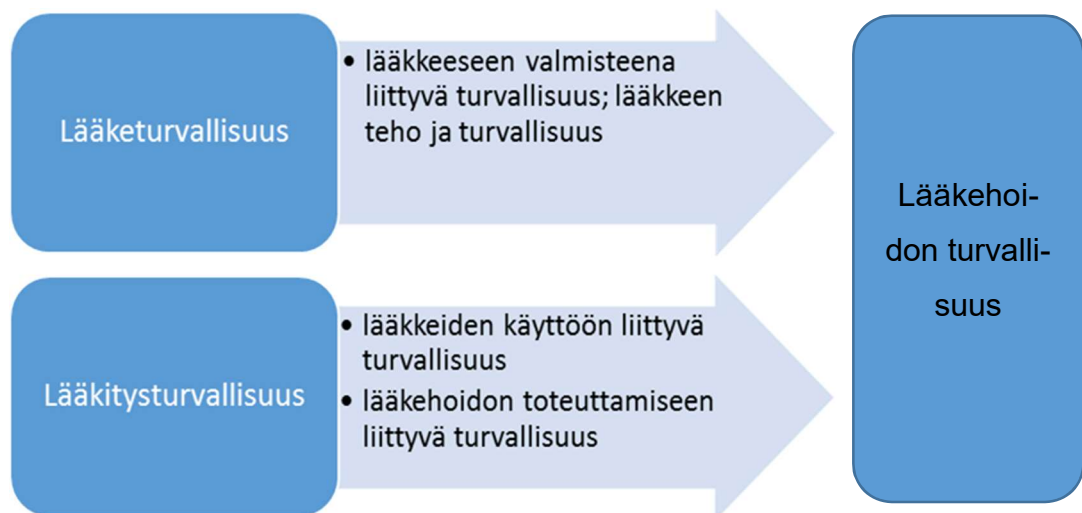 Lääketurvallisuus
• lääkkeeseen valmisteena
liittyvä turvallisuus; lääkkeen
teho ja turvallisuus
Lääkitysturvallisuus
• lääkkeiden käyttöön liittyvä
turvallisuus
• lääkehoidon toteuttamiseen
liittyvä turvallisuus
Lääkehoi-
don turvalli-
suus